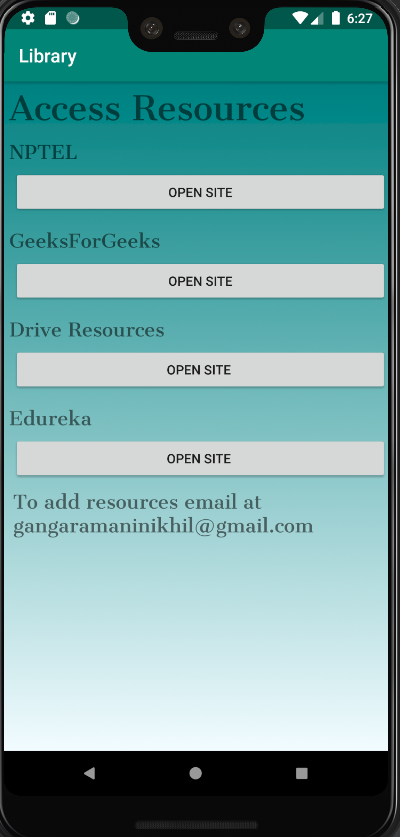 6:27
Library
Access Resources
NPTEL
OPEN SITE
GeeksForGeeks
OPEN SITE
Drive Resources
OPEN SITE
Edureka
OPEN SITE
To add resources email at
gangaramaninikhil@gmail.com